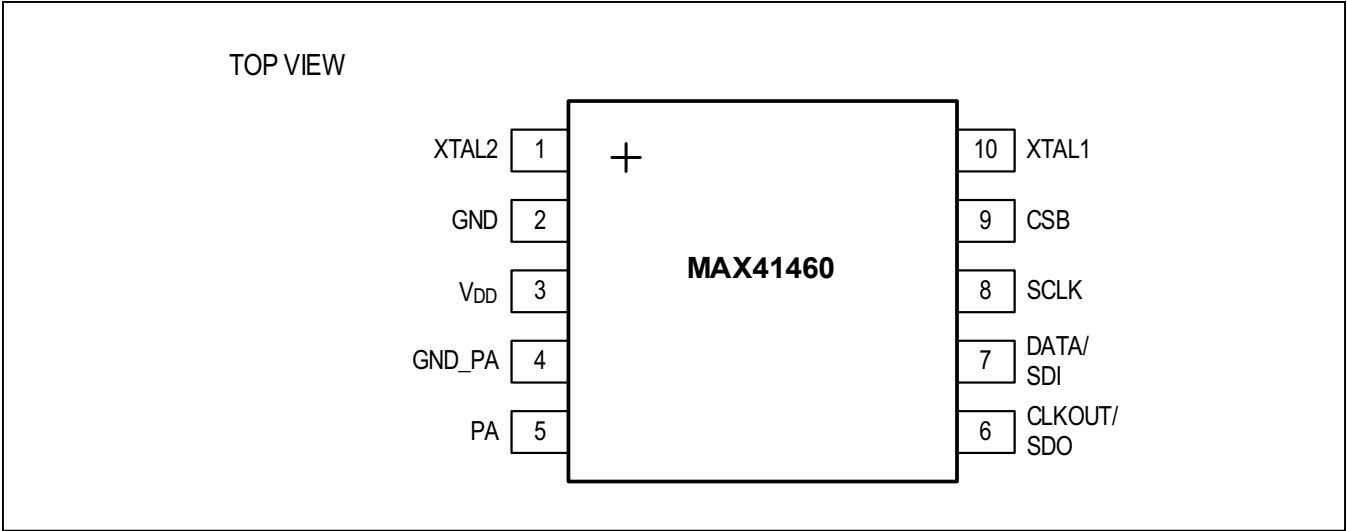 TOP VIEW
XTAL2 1
GND 2
VDD 3
GND_PA 4
PA 5
+
MAX41460
10 XTAL1
9 CSB
8 SCLK
7 DATA/
SDI
6 CLKOUT/
SDO